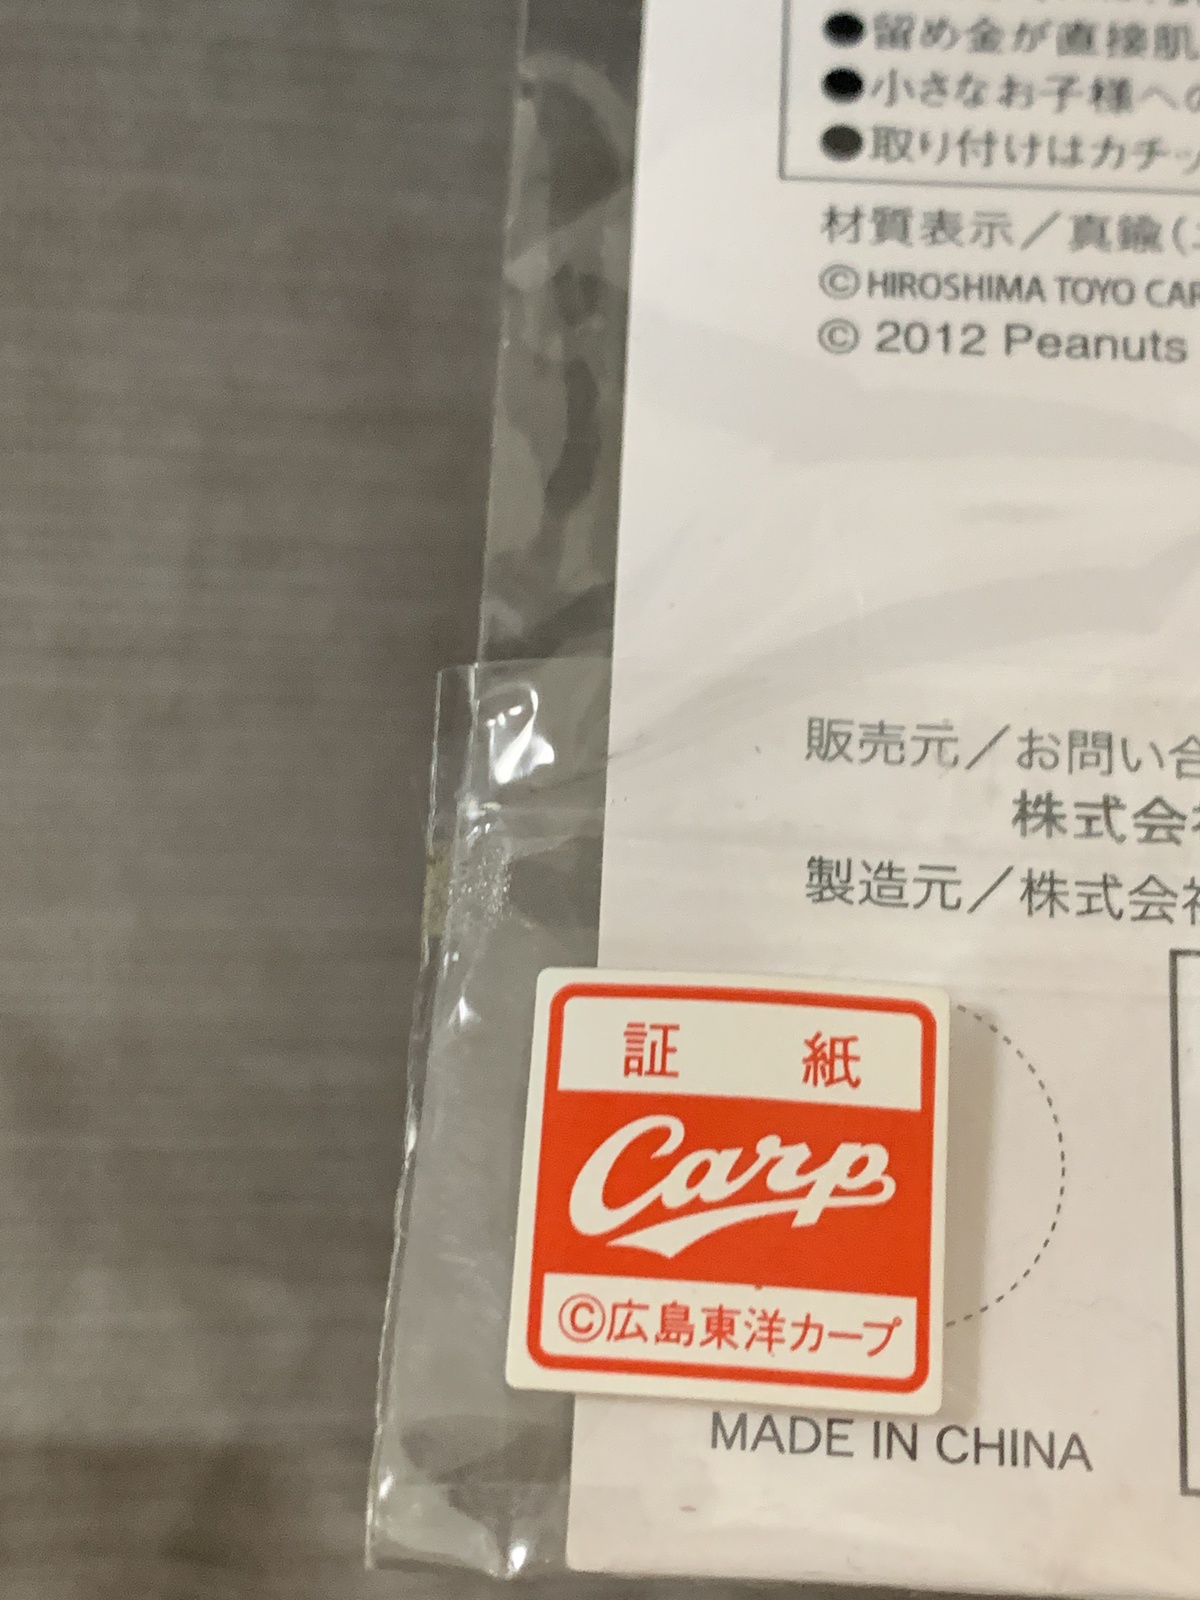 ●留め金が直接肌
●小さなお子様への
●取り付けはカチッ
材質表示／真鍮(
©HIROSHIMA TOYO CAR
© 2012 Peanuts
販売元／お問い合
株式会社
製造元／株式会社
証 紙
Carp
©広島東洋カープ
MADE IN CHINA